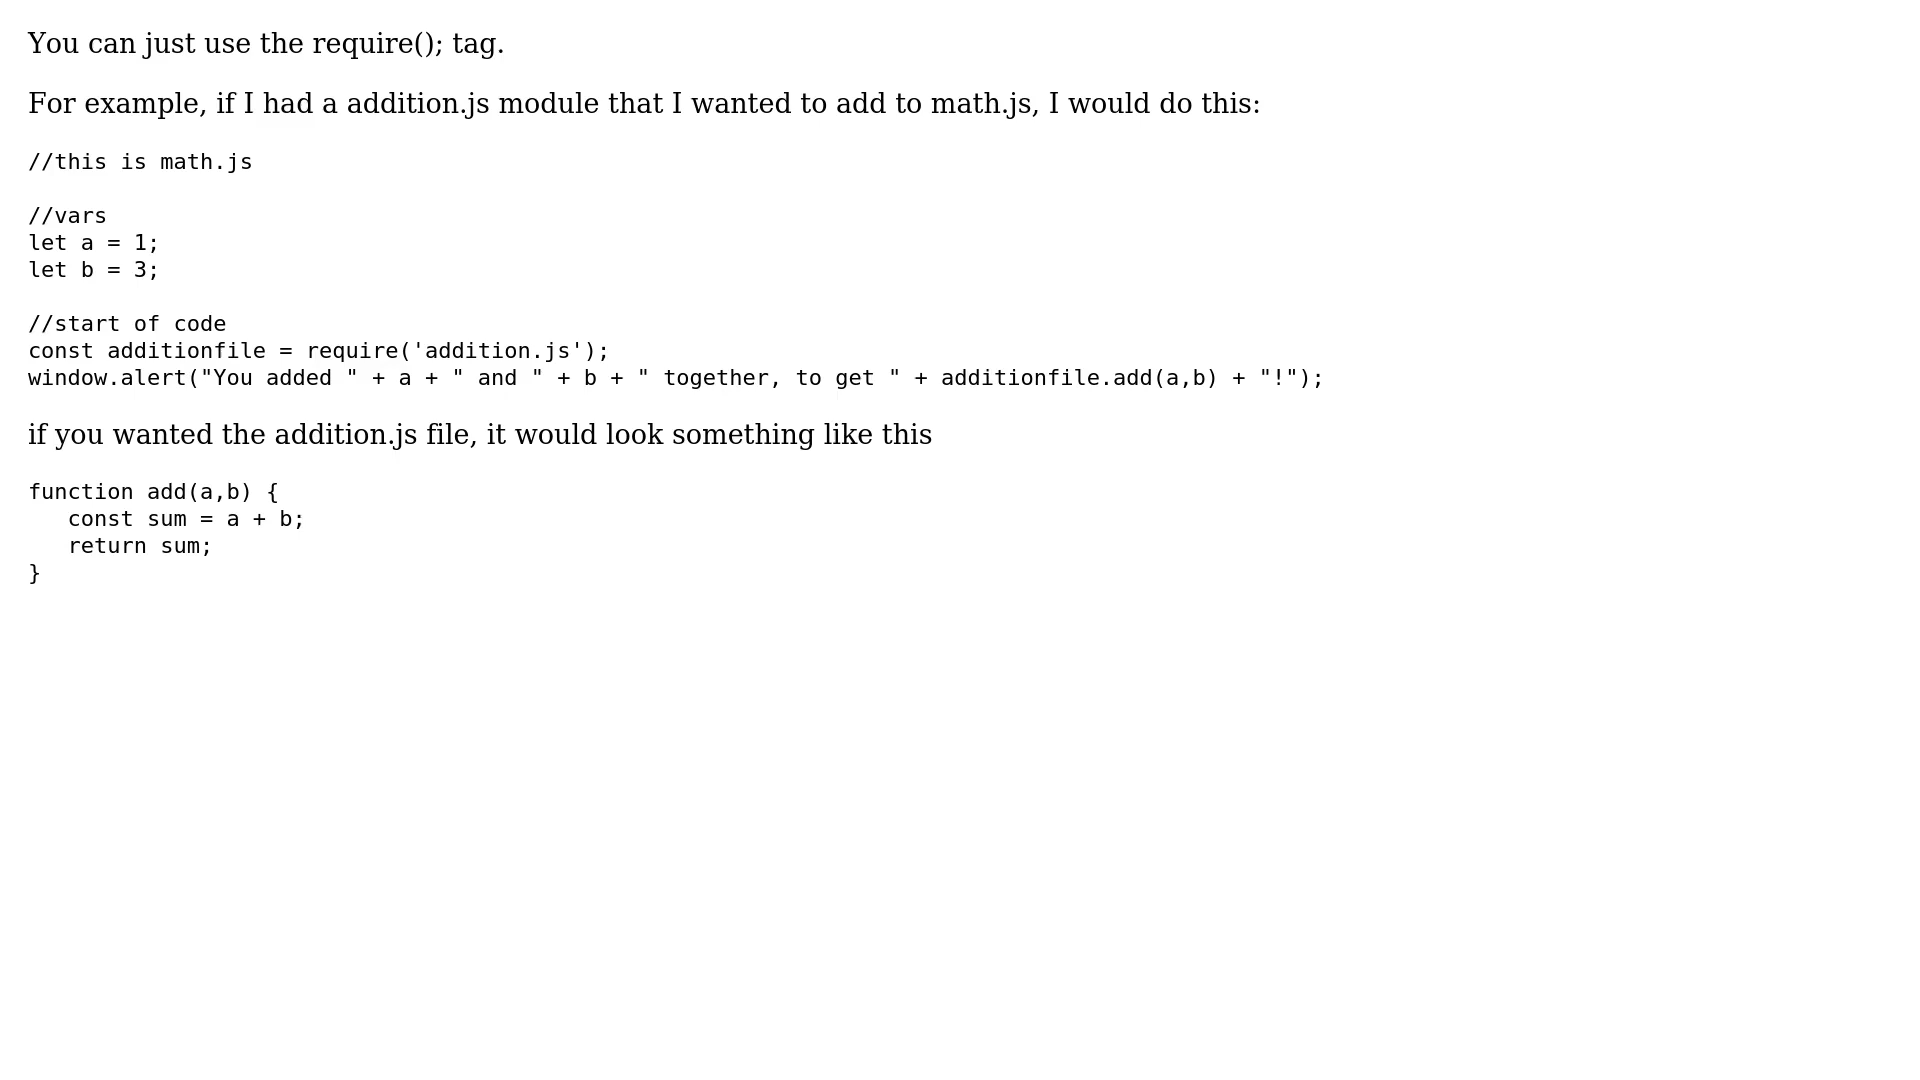 You can just use the require(); tag.
For example, if I had a addition.js module that I wanted to add to math.js, I would do this:
//this is math.js
//vars
let a = 1;
let b = 3;
//start of code
const additionfile = require('addition.js');
window.alert("You added " + a + " and " + b + " together, to get " + additionfile.add(a,b) + "!");
if you wanted the addition.js file, it would look something like this
function add(a,b) {
   const sum = a + b;
   return sum;
}